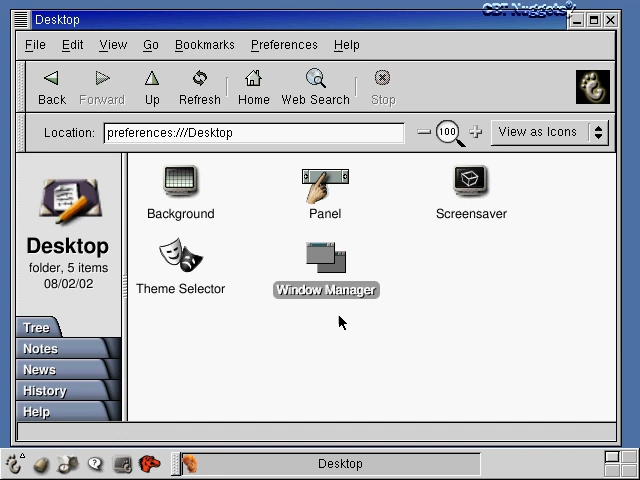 CBT Nuggets
Desktop
File Edit View Go Bookmarks Preferences Help
Back Forward Up Refresh Home Web Search Stop
Location: preferences:///Desktop 100 View as Icons
Background Panel Screensaver
Desktop
folder, 5 items
08/02/02
Theme Selector Window Manager
Tree
Notes
News
History
Help
Desktop